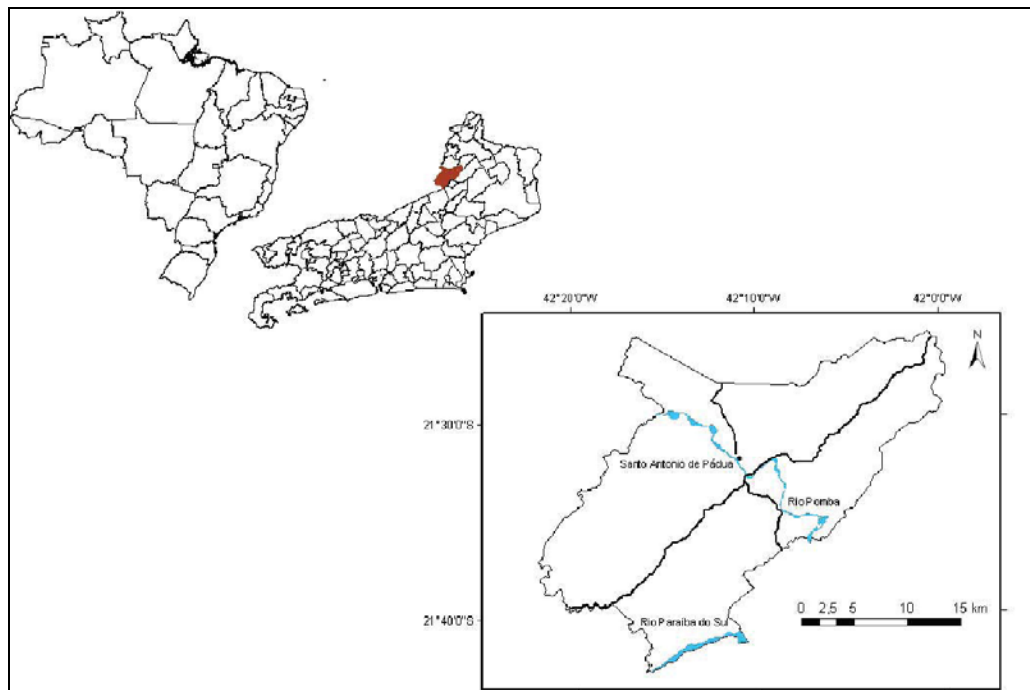 42°20'0"W
42°10'0"W
42°0'0"W
N
21°30'0"S
Santo Antonio de Pádua
Rio Pomba
21°40'0"S
Rio Paraíba do Sul
0 2,5 5 10 15 km